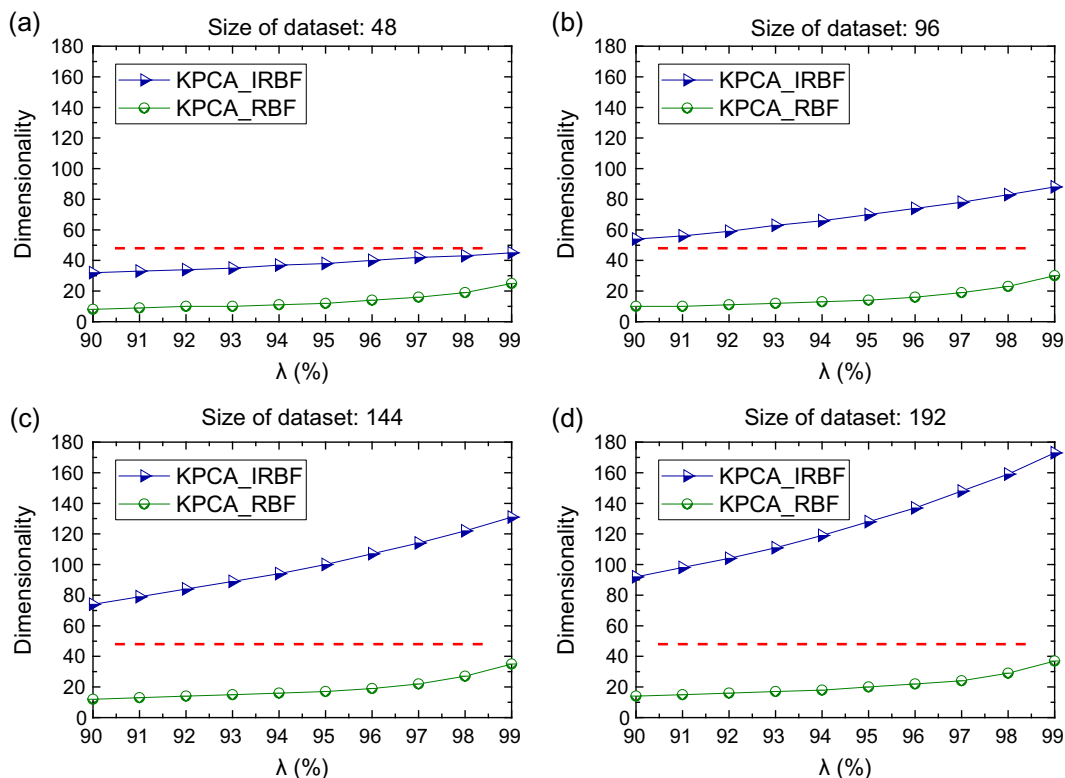 (a)
Size of dataset: 48
180
160
140
120
100
80
60
40
20
0
Dimensionality
KPCA_IRBF
KPCA_RBF
90 91 92 93 94 95 96 97 98 99
λ (%)
(b)
Size of dataset: 96
180
160
140
120
100
80
60
40
20
0
Dimensionality
KPCA_IRBF
KPCA_RBF
90 91 92 93 94 95 96 97 98 99
λ (%)
(c)
Size of dataset: 144
180
160
140
120
100
80
60
40
20
0
Dimensionality
KPCA_IRBF
KPCA_RBF
90 91 92 93 94 95 96 97 98 99
λ (%)
(d)
Size of dataset: 192
180
160
140
120
100
80
60
40
20
0
Dimensionality
KPCA_IRBF
KPCA_RBF
90 91 92 93 94 95 96 97 98 99
λ (%)